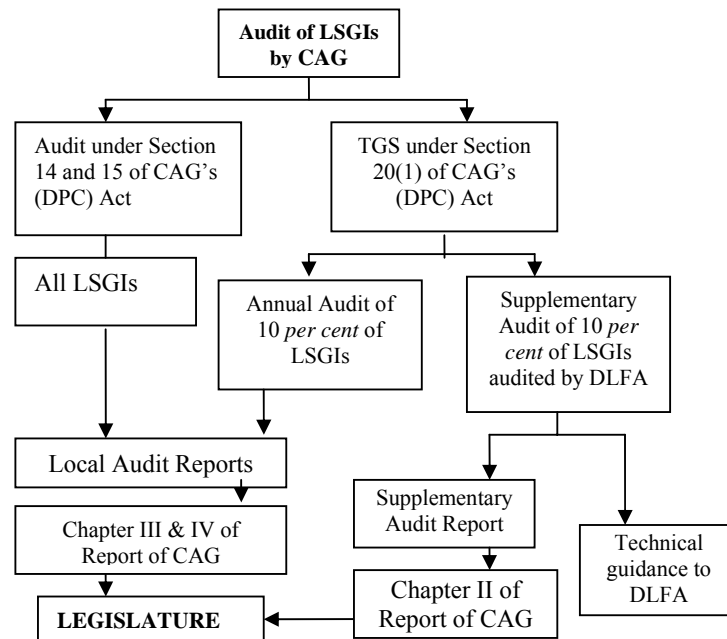 Audit of LSGIs
by CAG
Audit under Section
14 and 15 of CAG's
(DPC) Act
TGS under Section
20(1) of CAG's
(DPC) Act
All LSGIs
Annual Audit of
10 per cent of
LSGIs
Supplementary
Audit of 10 per
cent of LSGIs
audited by DLFA
Local Audit Reports
Supplementary
Audit Report
Technical
guidance to
DLFA
Chapter III & IV of
Report of CAG
Chapter II of
Report of CAG
LEGISLATURE